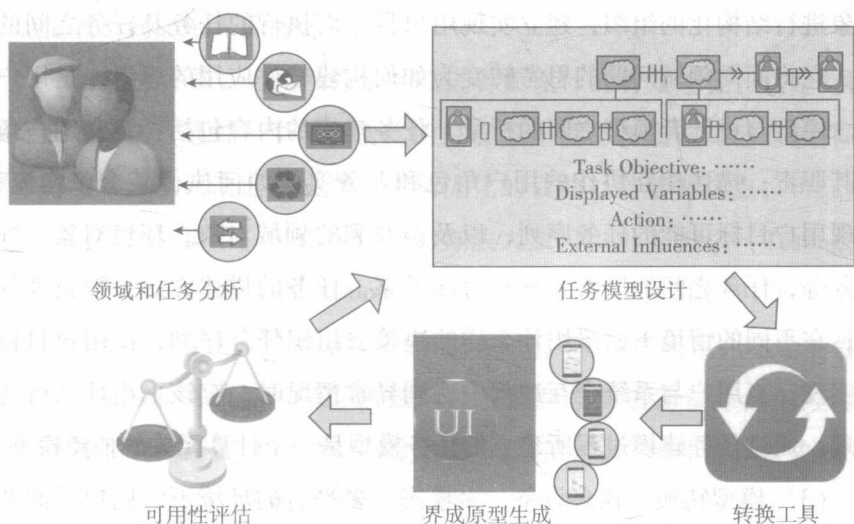 Task Objective: ……
Displayed Variables: ……
Action: ……
External Influences: ……
领域和任务分析
任务模型设计
UI
可用性评估
界成原型生成
转换工具